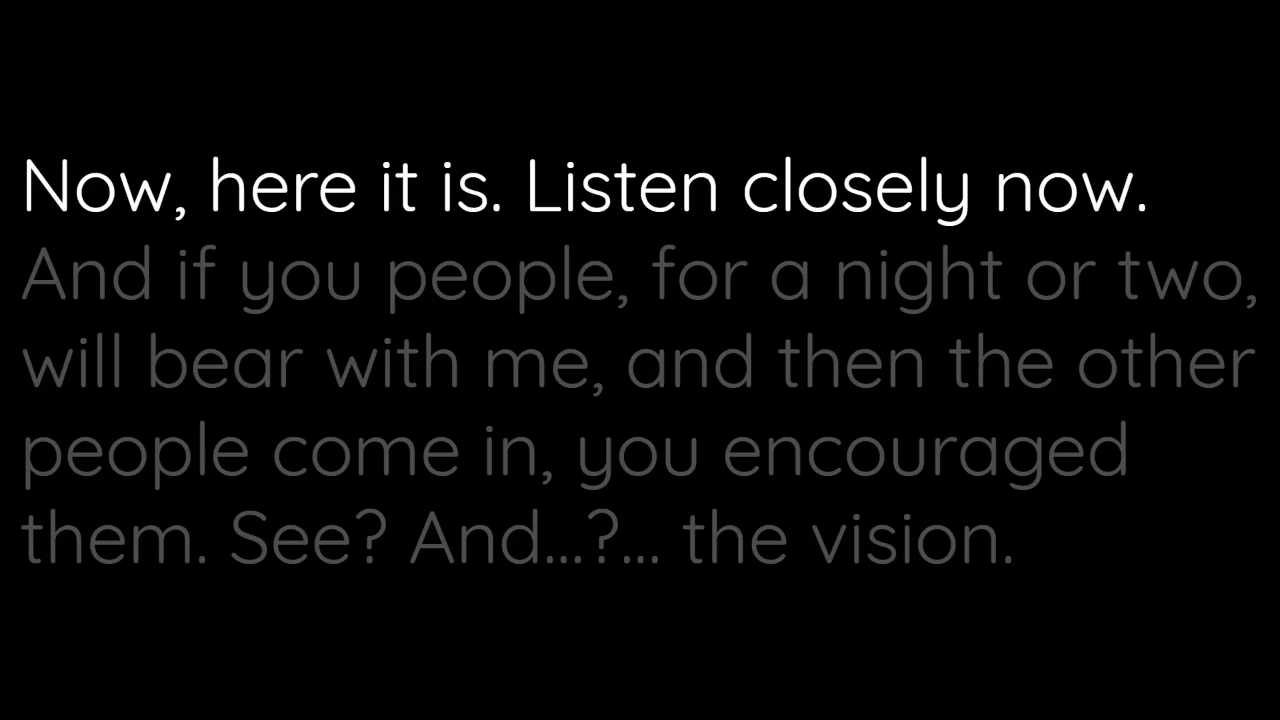 Now, here it is. Listen closely now.
And if you people, for a night or two,
will bear with me, and then the other
people come in, you encouraged
them. See? And...?... the vision.